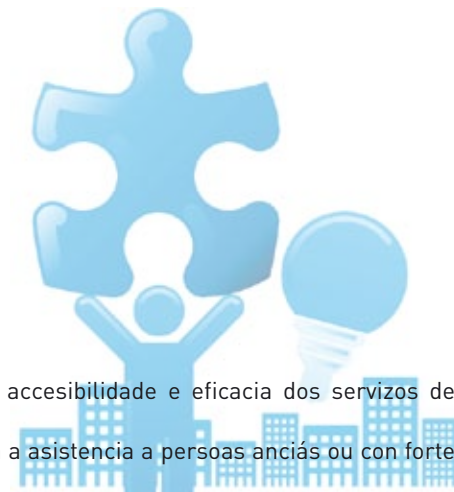 accesibilidade e eficacia dos servizos de
a asistencia a persoas anciás ou con forte